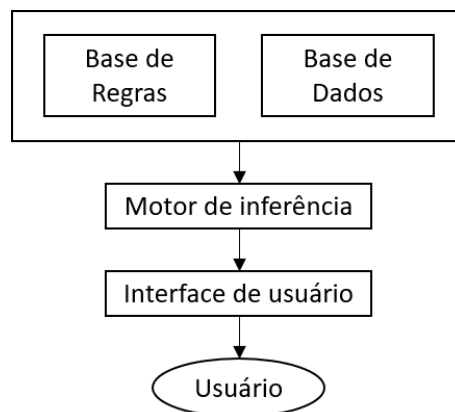 Base de
Regras
Base de
Dados
Motor de inferência
Interface de usuário
Usuário